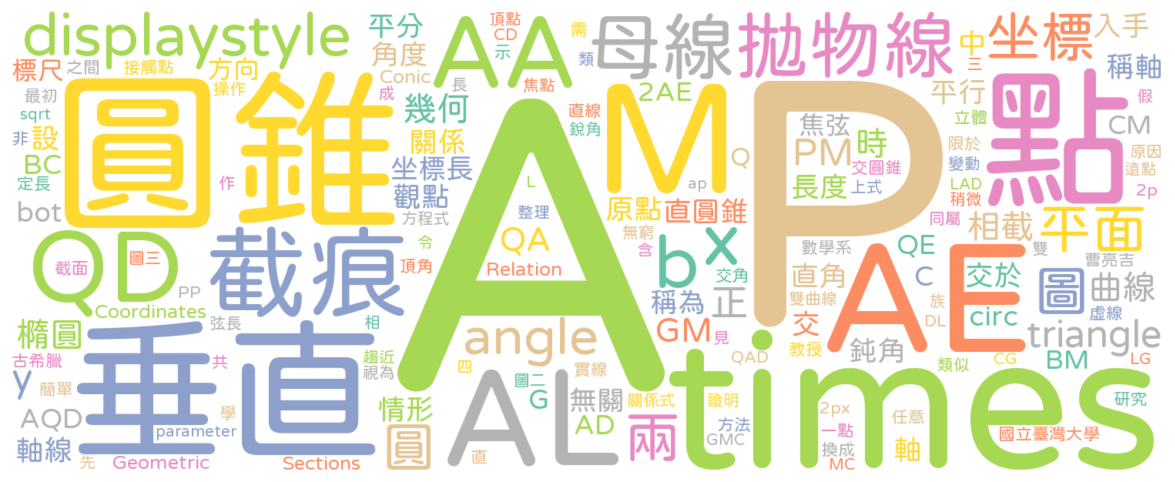 displaystyle 平分 頂點 AA 母線 拋物線 中 坐標 入手
標尺 之間 接觸點 方向 角度 CD 示 需 類 三 稱軸
最初 操作 Conic 成 長 焦點 2AE 平行 假
sqrt 圓錐 幾何 直線 M P 焦弦 立體 點 CM
非 設 關係 銳角 PM 時 限於 原因
BC 作 坐標長 A Q 交圓錐 變動 遠點
定長 觀點 L ap 長度 上式 LAD 2p
bot 方程式 整理 原點 直圓錐 稍微
QD 圖三 截痕 令 QA 無窮 b x 數學系 同屬 相截 平面
截面 頂角 Relation 含 交角 直角 QE 雙 曹亮吉
PP 稱為 正 雙曲線 C 交於 圖 曲線
Coordinates 弦長 相 angle GM 見 交 AE 族 circ 虛線
橢圓 垂直 趨近 四 實線 QAD 教授 鈍角 DL triangle
古希臘 共 視為 圖二 times 類似 CG BM LG
y 簡單 學 情形 AL G 無關 關係式 證明 2px 任意 研究
AQD parameter AD 兩 方法 一點 軸
軸線 先 圓 直 GMC 換成 國立臺灣大學
Geometric Sections MC